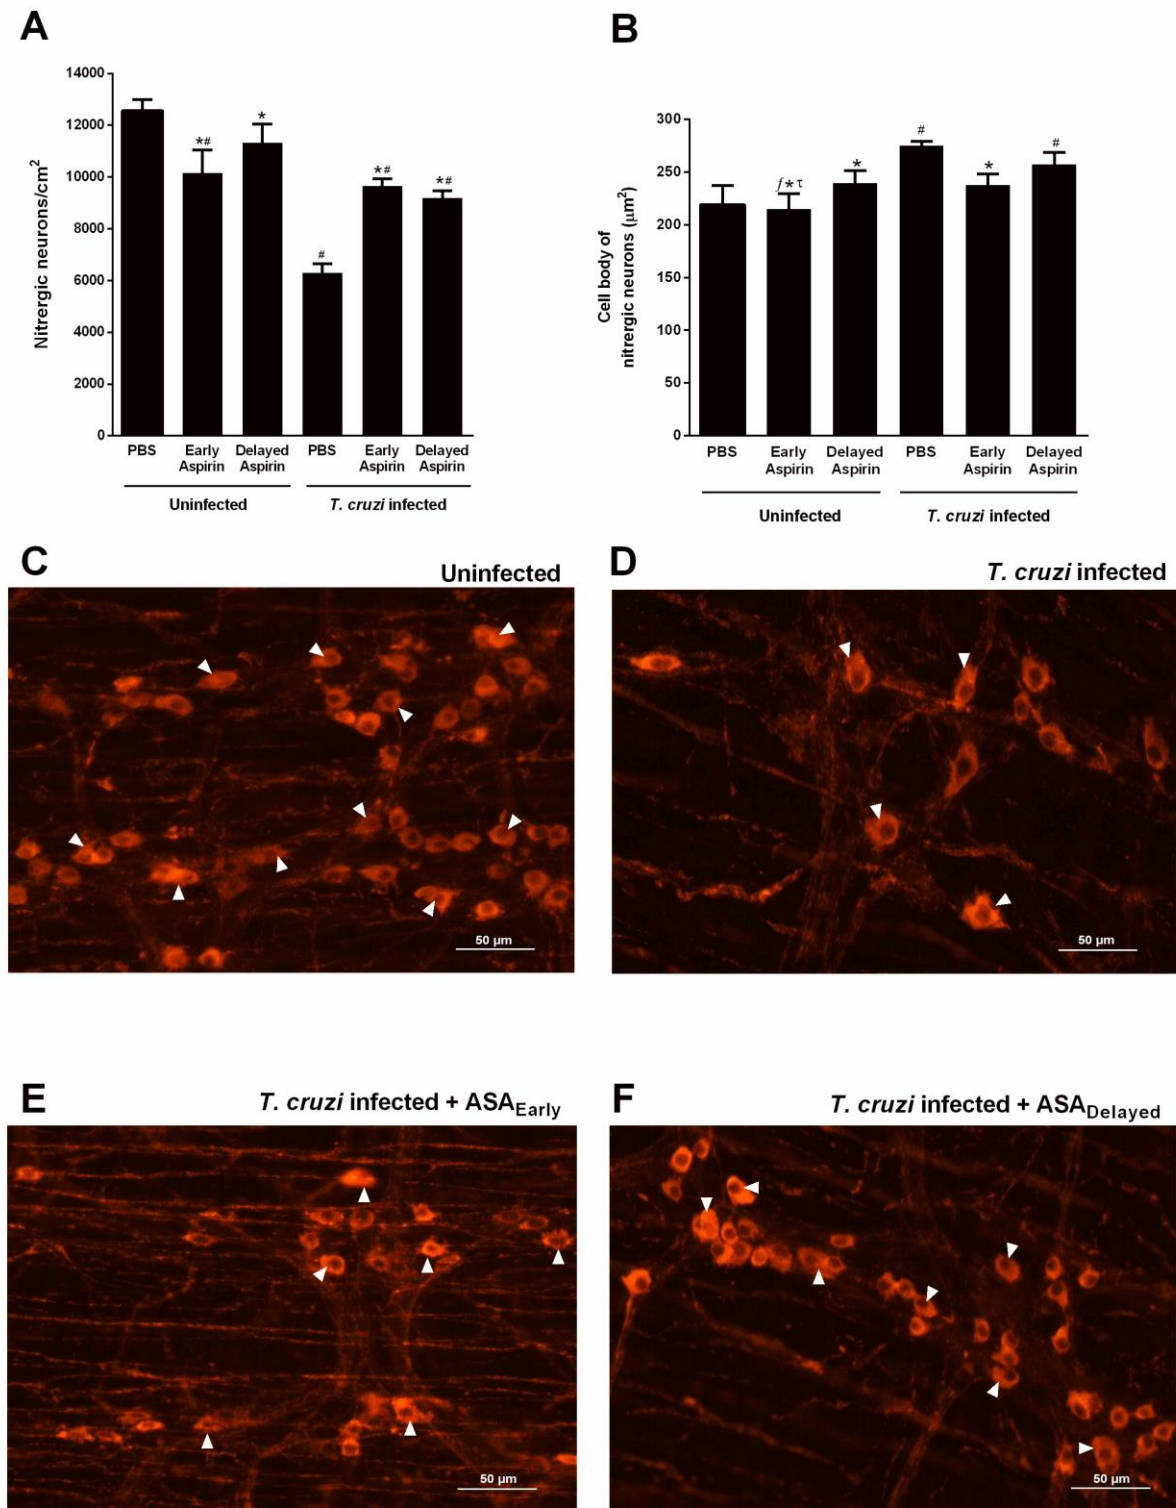 A
14000
12000
10000
8000
6000
4000
2000
0
Nitrergic neurons/cm2
*#
*
#
*#
*#
PBS
Early
Aspirin
Delayed
Aspirin
PBS
Early
Aspirin
Delayed
Aspirin
Uninfected
T. cruzi infected
B
300
250
200
150
100
50
0
Cell body of
nitrergic neurons (μm2)
ƒ*τ
*
#
*
#
PBS
Early
Aspirin
Delayed
Aspirin
PBS
Early
Aspirin
Delayed
Aspirin
Uninfected
T. cruzi infected
C
Uninfected
50 μm
D
T. cruzi infected
50 μm
E
T. cruzi infected + ASAEarly
50 μm
F
T. cruzi infected + ASADelayed
50 μm